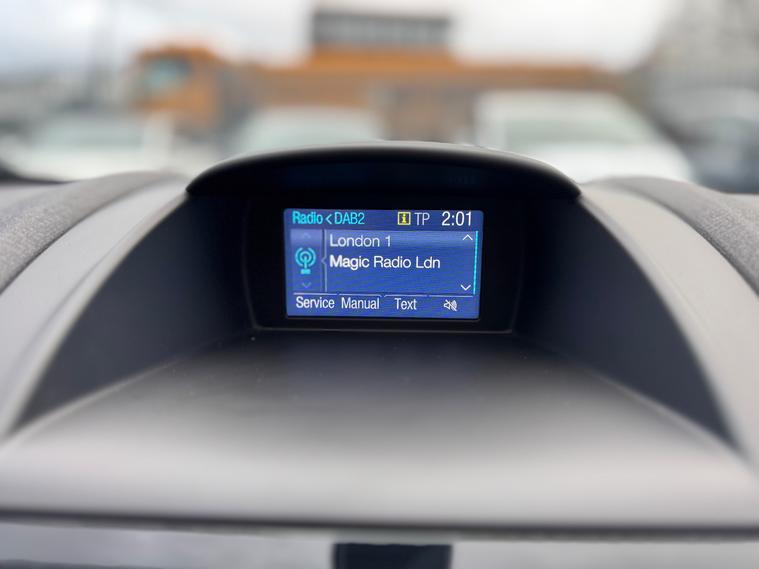 Radio < DAB2 i TP 2:01
London 1
Magic Radio Ldn
Service Manual Text